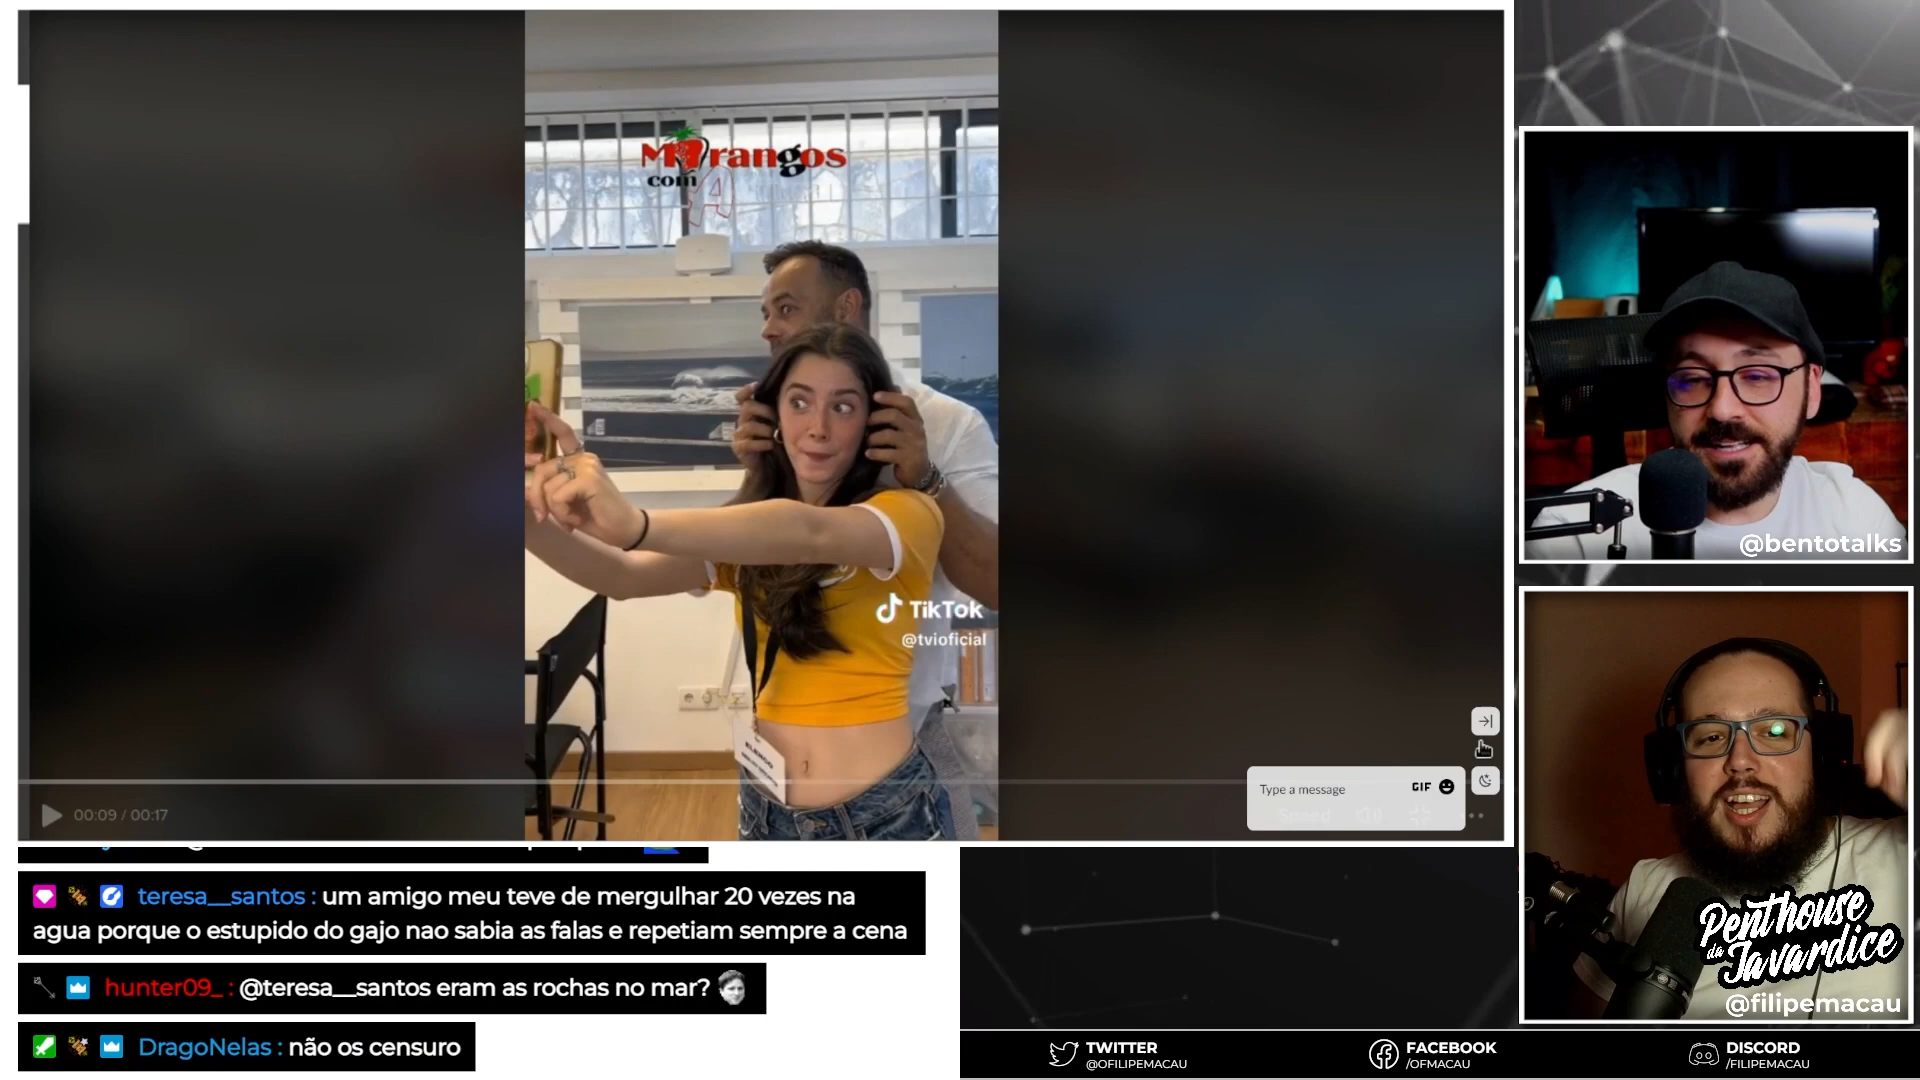 Morangos
com
A
TikTok
@tvioficial
ELENCO
00:09 / 00:17
Type a message
GIF
@bentotalks
Penthouse
da
Javardice
@filipemacau
teresa__santos : um amigo meu teve de mergulhar 20 vezes na
agua porque o estupido do gajo nao sabia as falas e repetiam sempre a cena
hunter09_ : @teresa__santos eram as rochas no mar?
DragoNelas : não os censuro
TWITTER
@OFILIPEMACAU
FACEBOOK
/OFMACAU
DISCORD
/FILIPEMACAU